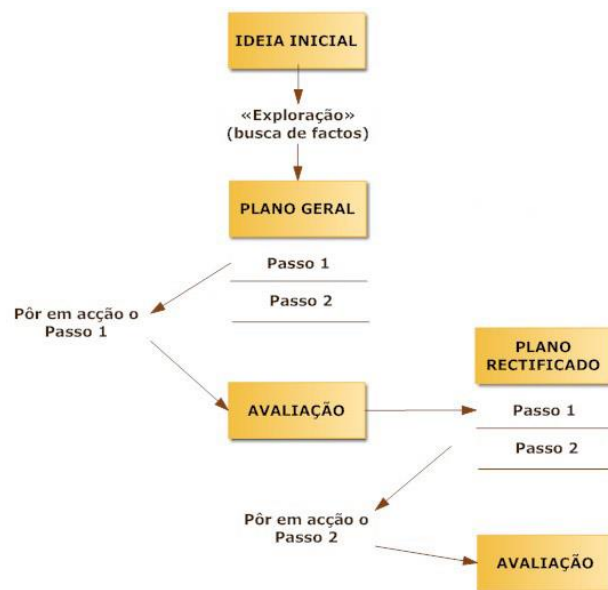 IDEIA INICIAL
«Exploração»
(busca de factos)
PLANO GERAL
Passo 1
Passo 2
Pôr em acção o
Passo 1
AVALIAÇÃO
PLANO
RECTIFICADO
Passo 1
Passo 2
Pôr em acção o
Passo 2
AVALIAÇÃO